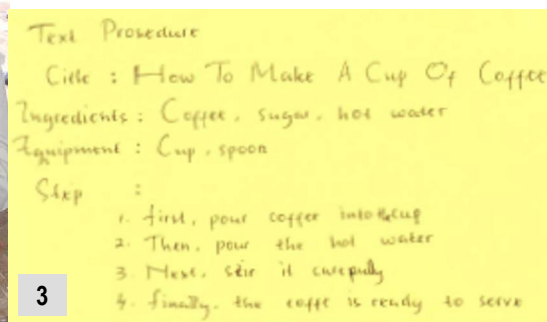 Text Prosedure
Citle : How To Make A Cup Of Coffee
Ingredients : Coffee, sugar, hot water
Equipment : Cup, spoon
Step :
1. first, pour coffee into the cup
2. Then, pour the hot water
3. Next, stir it carepully
4. finally, the coffe is ready to serve
3